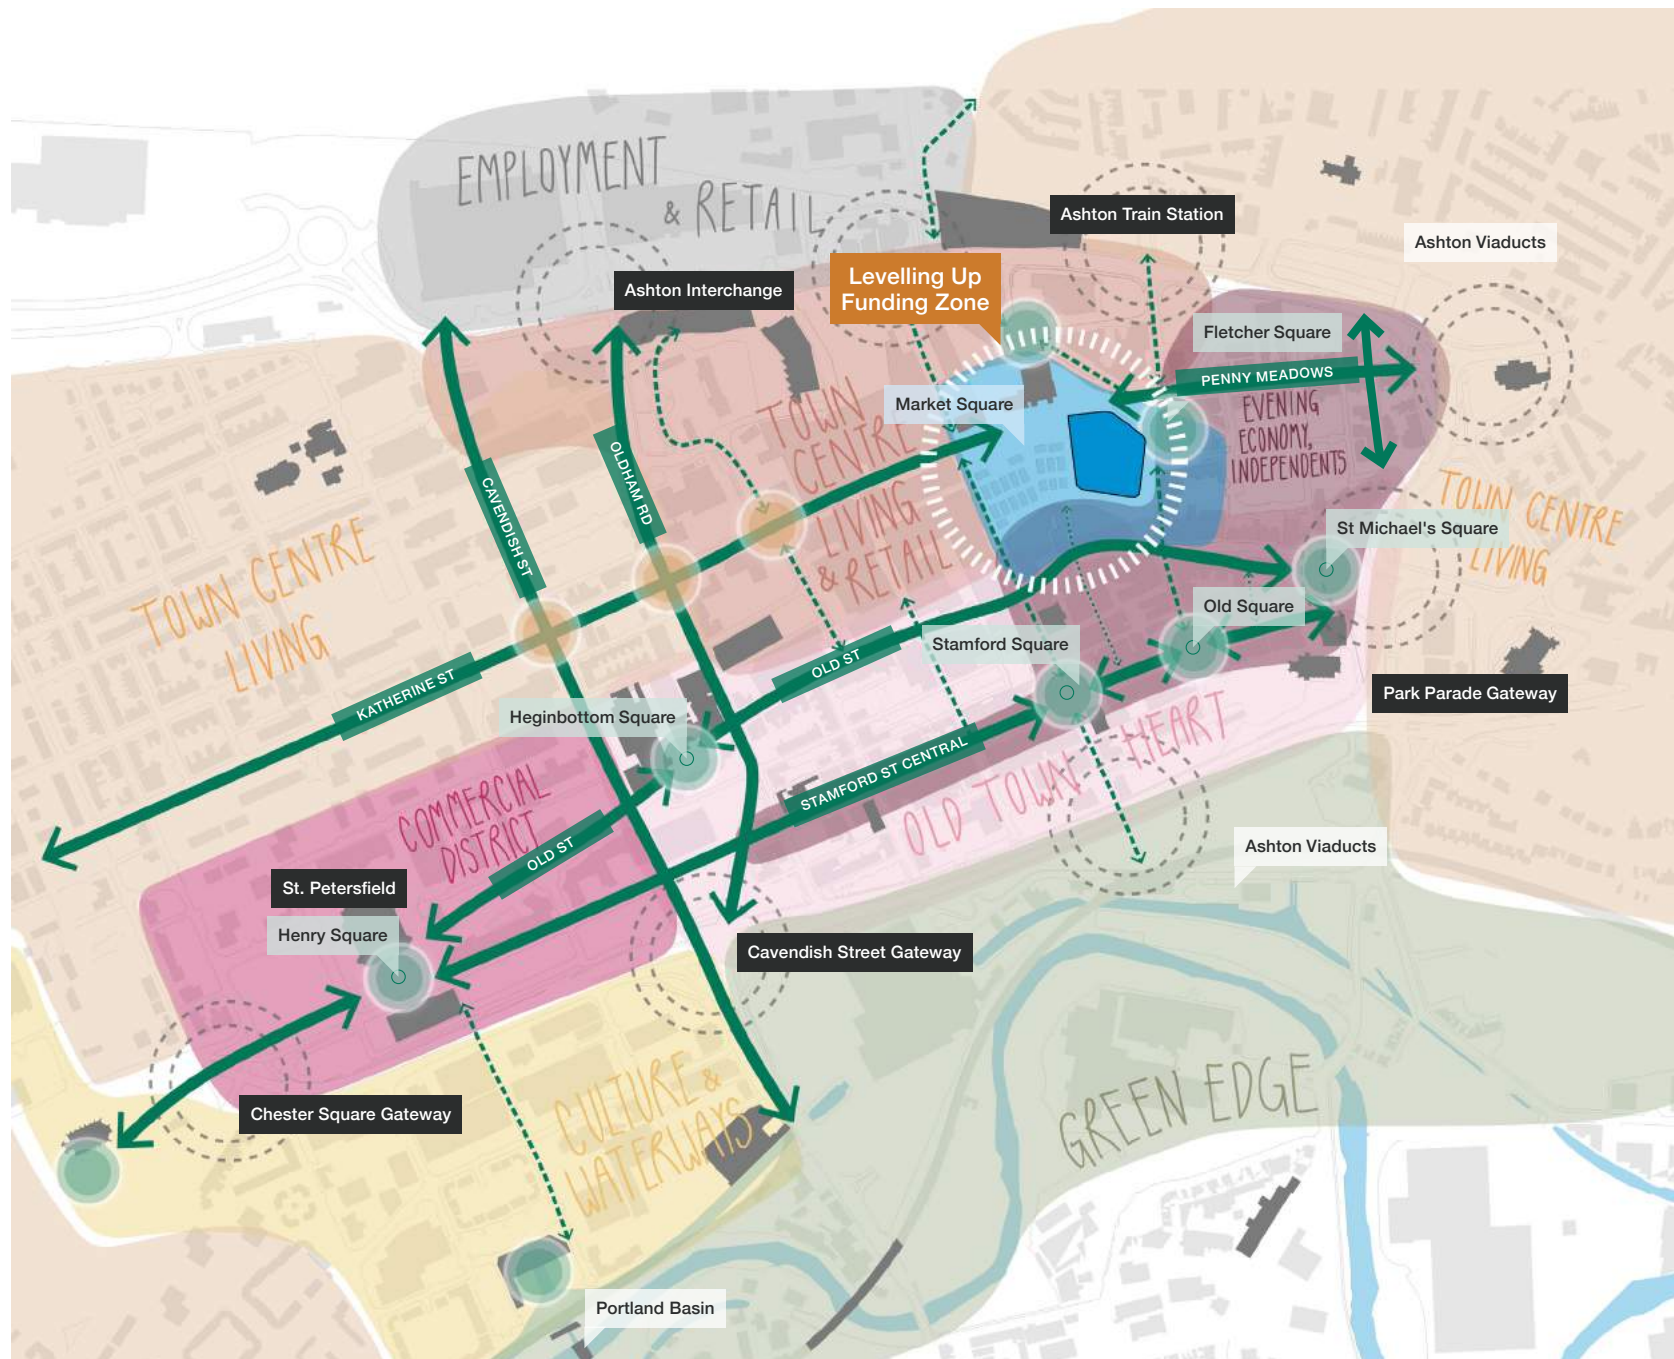 EMPLOYMENT
& RETAIL
Ashton Train Station
Ashton Viaducts
Ashton Interchange
Levelling Up
Funding Zone
Fletcher Square
PENNY MEADOWS
Market Square
EVENING
ECONOMY,
INDEPENDENTS
TOWN
CENTRE
LIVING
& RETAIL
OLDHAM RD
CAVENDISH ST
TOWN CENTRE
LIVING
St Michael's Square
TOWN CENTRE
LIVING
Old Square
Stamford Square
OLD ST
KATHERINE ST
Park Parade Gateway
Heginbottom Square
STAMFORD ST CENTRAL
OLD TOWN HEART
COMMERCIAL
DISTRICT
OLD ST
Ashton Viaducts
St. Petersfield
Henry Square
Cavendish Street Gateway
Chester Square Gateway
CULTURE &
WATERWAYS
GREEN EDGE
Portland Basin